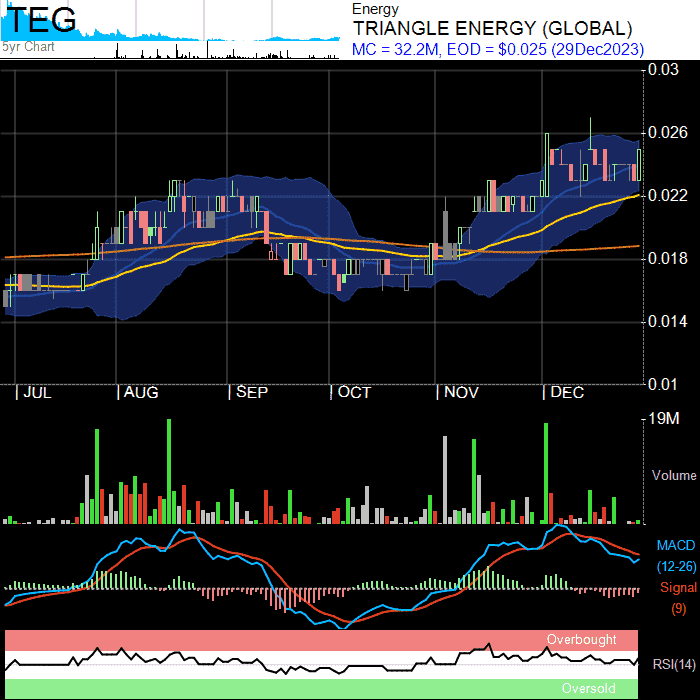 TEG
5yr Chart
Energy
TRIANGLE ENERGY (GLOBAL)
MC = 32.2M, EOD = $0.025 (29Dec2023)
0.03
0.026
0.022
0.018
0.014
0.01
JUL AUG SEP OCT NOV DEC
19M
Volume
MACD
(12-26)
Signal
(9)
Overbought
RSI(14)
Oversold